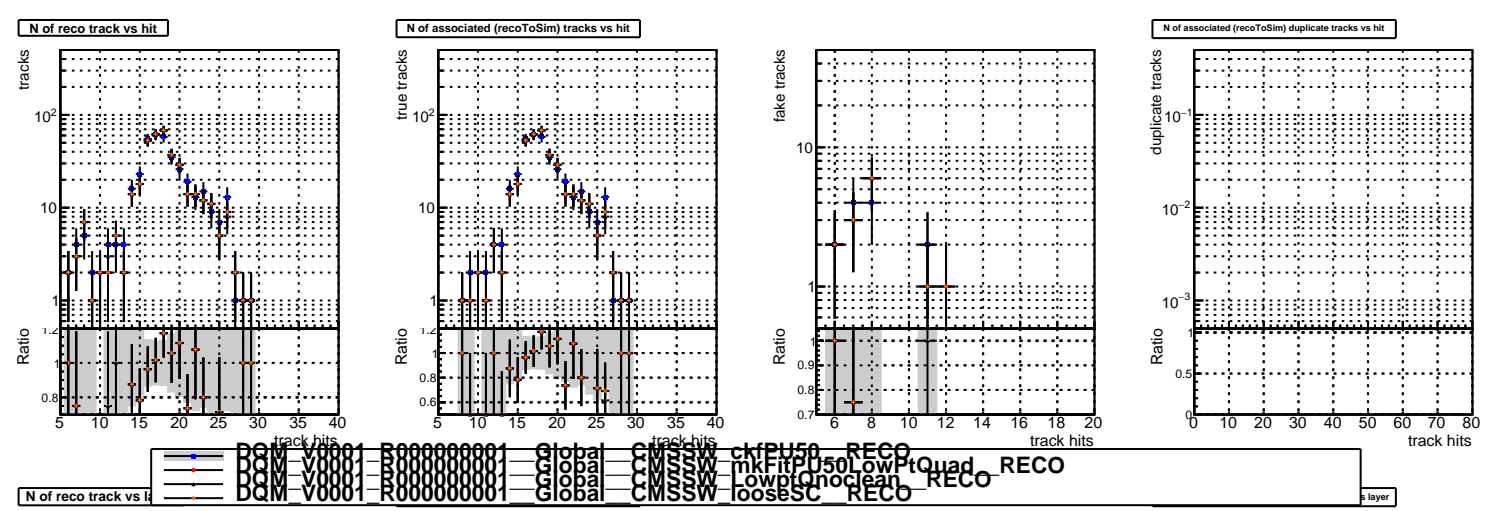 N of reco track vs hit
N of associated (recoToSim) tracks vs hit
N of associated (recoToSim) duplicate tracks vs hit
tracks
10²
10
1
Ratio
1.2
1
0.8
5 10 15 20 25 30 35 40
track hits
true tracks
10²
10
1
Ratio
1.2
1
0.8
0.6
5 10 15 20 25 30 35 40
track hits
fake tracks
10
1
Ratio
1
0.9
0.8
0.7
6 8 10 12 14 16 18 20
track hits
duplicate tracks
10⁻¹
10⁻²
10⁻³
Ratio
1
0.5
0
0 10 20 30 40 50 60 70 80
track hits
DQM_V0001_R000000001__Global__CMSSW_ckfPU50__RECO
DQM_V0001_R000000001__Global__CMSSW_mkFitPU50LowPtQuad__RECO
DQM_V0001_R000000001__Global__CMSSW_LowptQnoclean__RECO
DQM_V0001_R000000001__Global__CMSSW_looseSC__RECO
N of reco track vs la
s layer